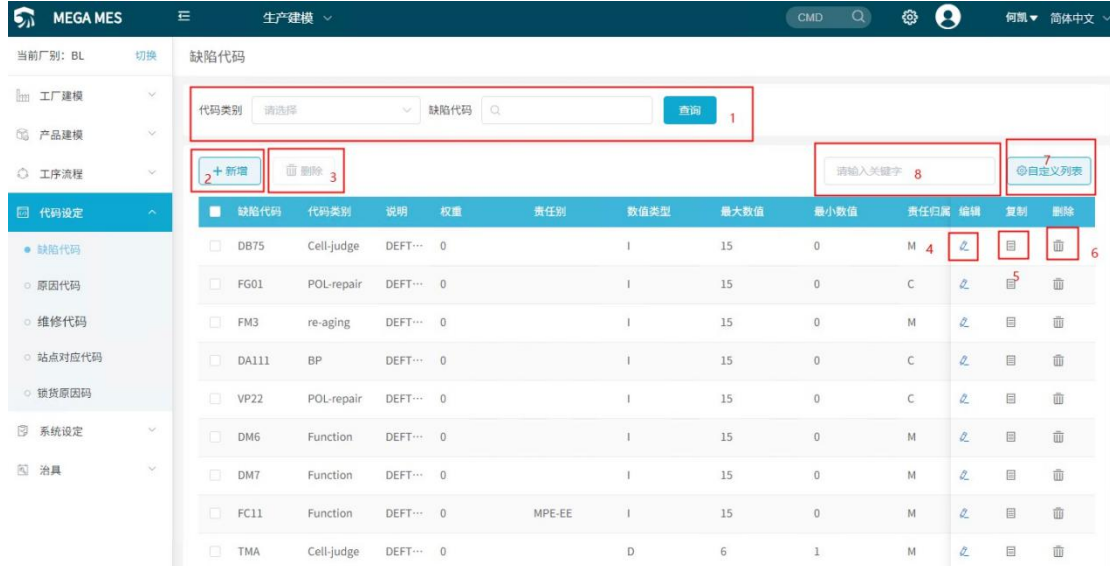 MEGA MES 生产建模 CMD 何凯 简体中文
当前厂别：BL 切换 缺陷代码
工厂建模
代码类别 请选择 缺陷代码 查询 1
产品建模
工序流程
2 +新增 删除 3 请输入关键字 8 7 自定义列表
代码设定
缺陷代码 代码类别 说明 权重 责任别 数值类型 最大数值 最小数值 责任归属 编辑 复制 删除
缺陷代码
DB75 Cell-judge DEFT··· 0 I 15 0 M 4 6
原因代码
FG01 POL-repair DEFT··· 0 I 15 0 C 5
维修代码
FM3 re-aging DEFT··· 0 I 15 0 M
站点对应代码
DA111 BP DEFT··· 0 I 15 0 C
锁货原因码
VP22 POL-repair DEFT··· 0 I 15 0 C
系统设定
DM6 Function DEFT··· 0 I 15 0 M
治具
DM7 Function DEFT··· 0 I 15 0 M
FC11 Function DEFT··· 0 MPE-EE I 15 0 M
TMA Cell-judge DEFT··· 0 D 6 1 M